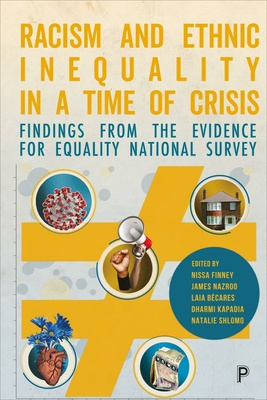 RACISM AND ETHNIC
INEQUALITY
IN A TIME OF CRISIS
FINDINGS FROM THE EVIDENCE
FOR EQUALITY NATIONAL SURVEY
EDITED BY
NISSA FINNEY
JAMES NAZROO
LAIA BÉCARES
DHARMI KAPADIA
NATALIE SHLOMO
P